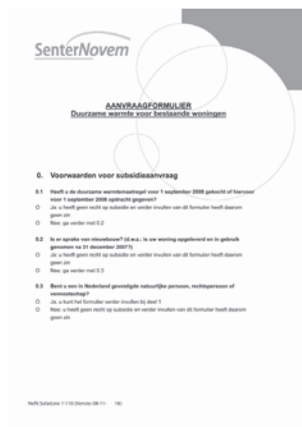 SenterNovem
AANVRAAGFORMULIER
Duurzame warmte voor bestaande woningen
0. Voorwaarden voor subsidieaanvraag
0.1 Heeft u de duurzame warmtemaatregel voor 1 september 2008 gekocht of hiervoor
voor 1 september 2008 opdracht gegeven?
O Ja: u heeft geen recht op subsidie en verder invullen van dit formulier heeft daarom
geen zin
O Nee: ga verder met 0.2
0.2 Is er sprake van nieuwbouw? (d.w.z.: is uw woning opgeleverd en in gebruik
genomen na 31 december 2007?)
O Ja: u heeft geen recht op subsidie en verder invullen van dit formulier heeft daarom
geen zin
O Nee: ga verder met 0.3
0.3 Bent u een in Nederland gevestigde natuurlijke persoon, rechtspersoon of
vennootschap?
O Ja: u kunt het formulier verder invullen bij deel 1
O Nee: u heeft geen recht op subsidie en verder invullen van dit formulier heeft daarom
geen zin